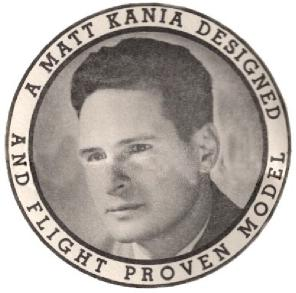 A MATT KANIA DESIGNED
AND FLIGHT PROVEN MODEL